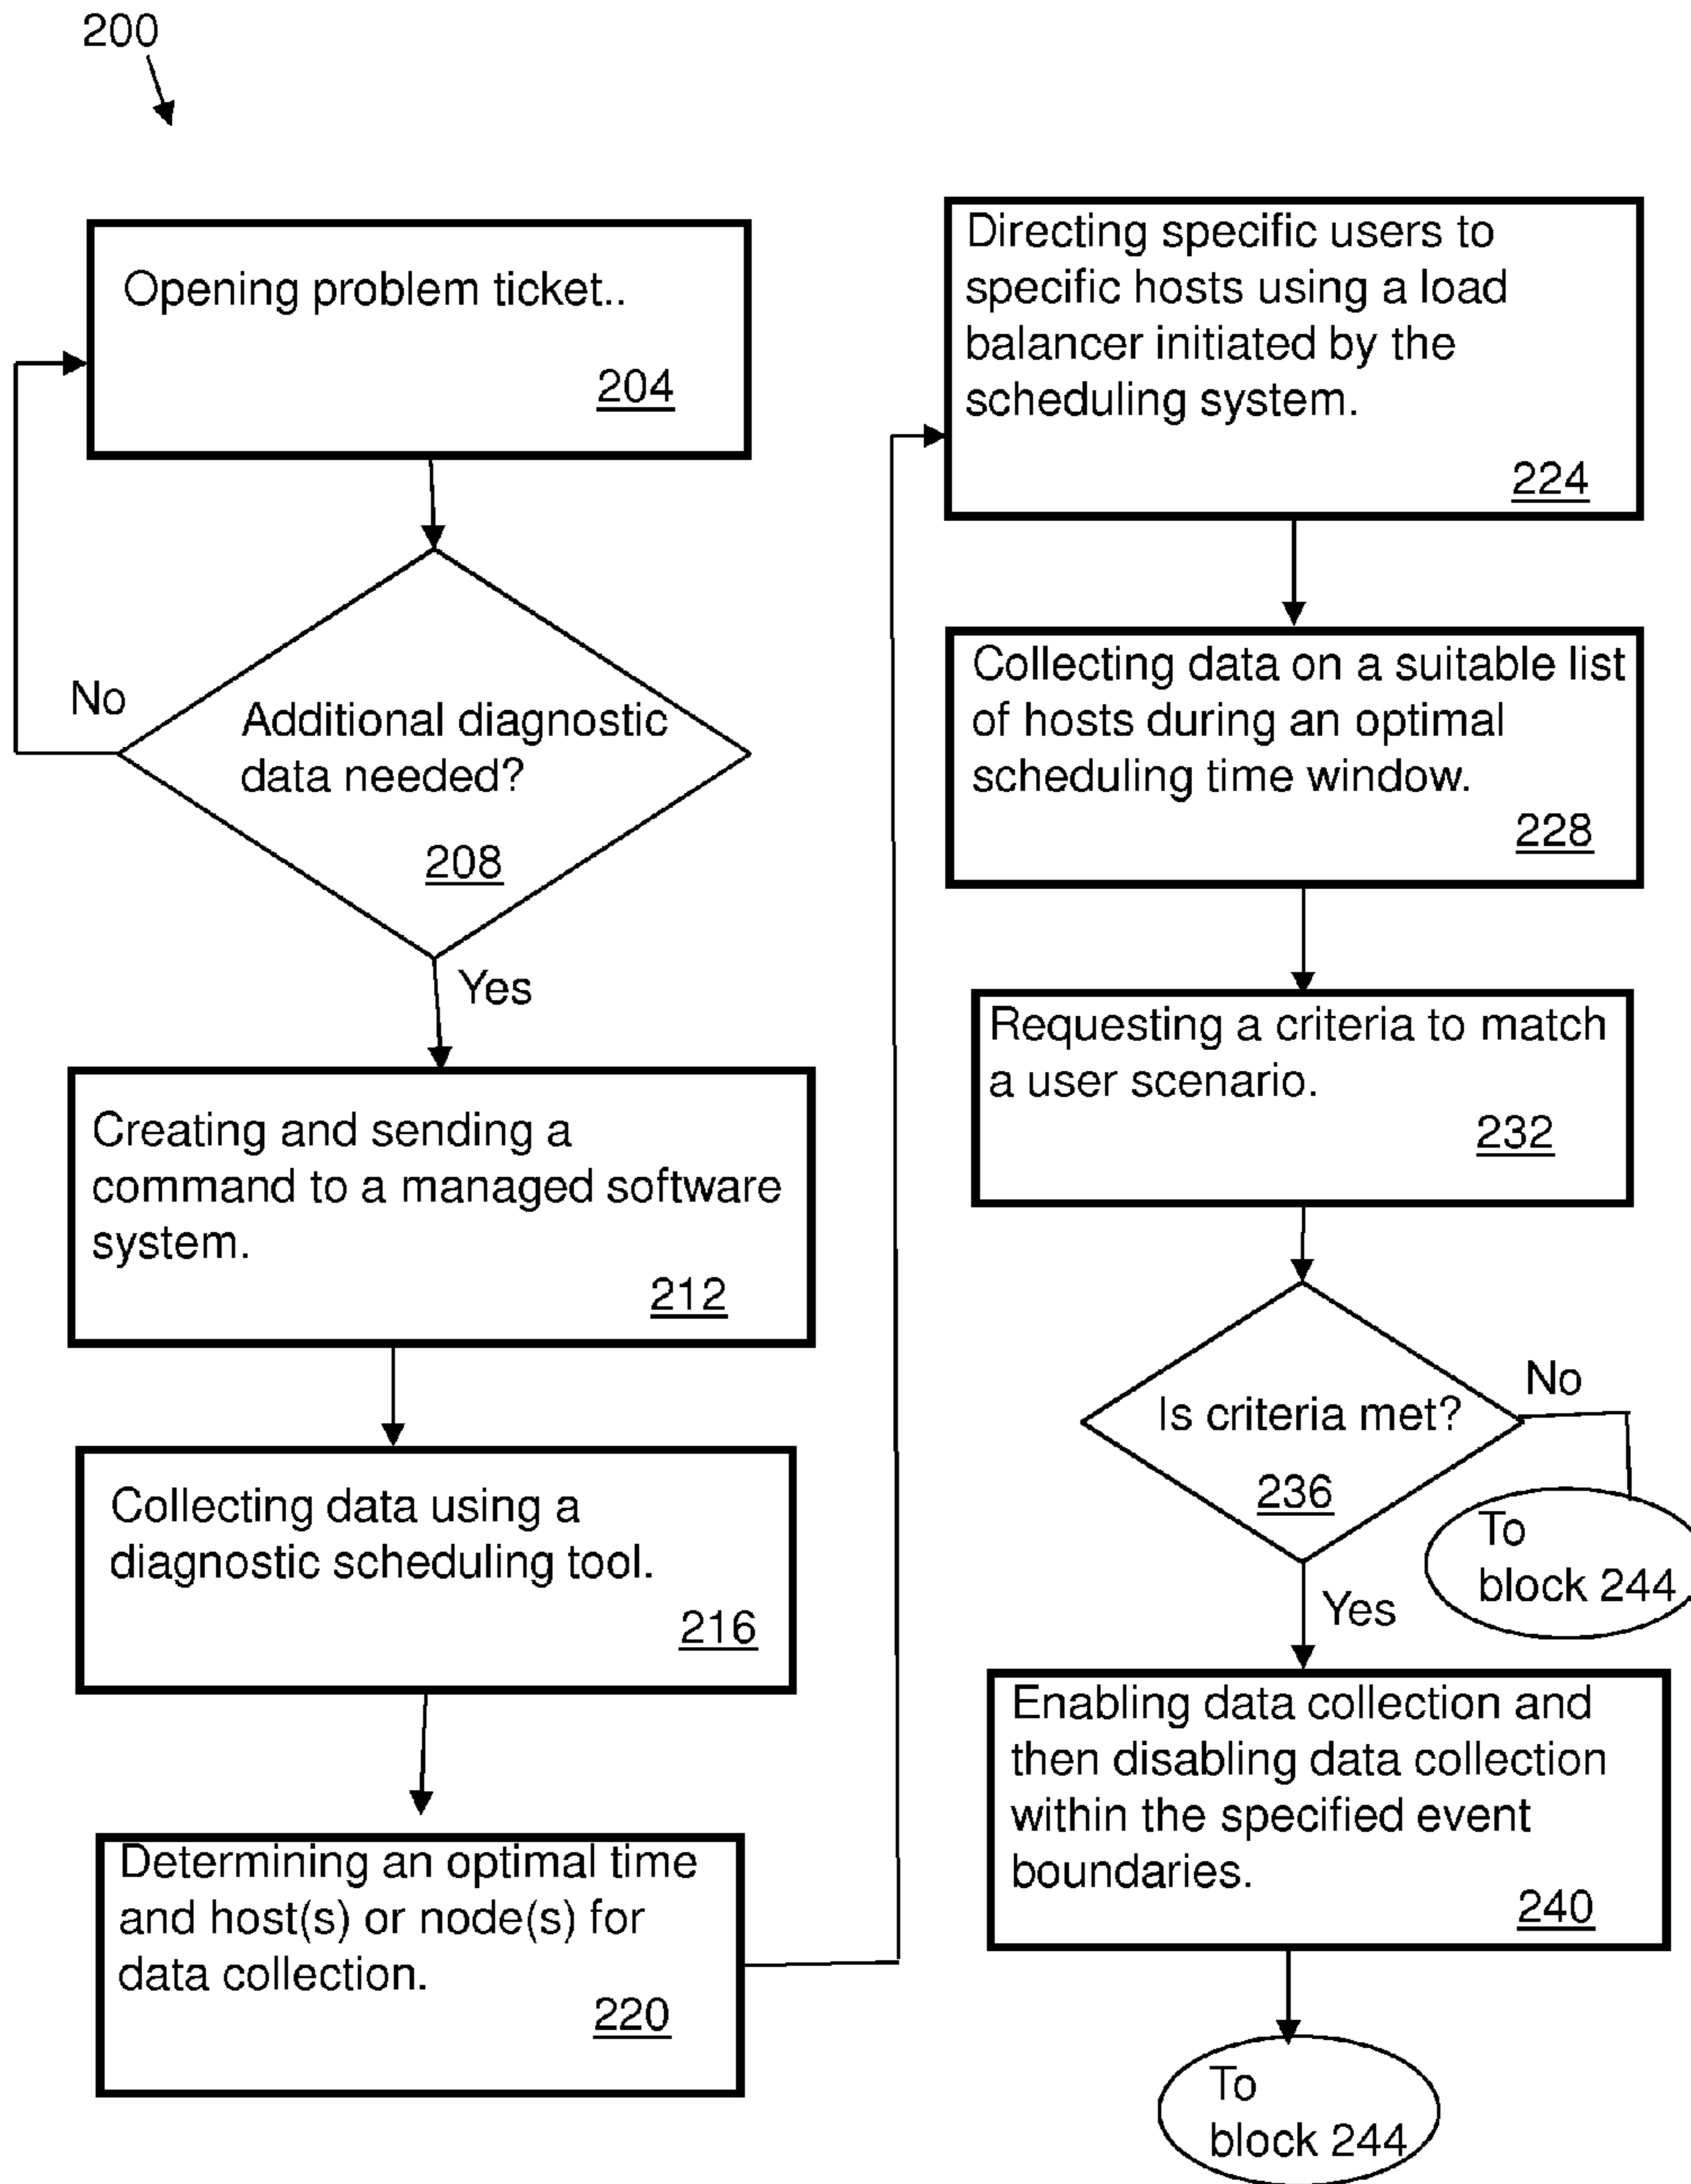 200
Opening problem ticket..
204
No
Additional diagnostic
data needed?
208
Yes
Creating and sending a
command to a managed software
system.
212
Collecting data using a
diagnostic scheduling tool.
216
Determining an optimal time
and host(s) or node(s) for
data collection.
220
Directing specific users to
specific hosts using a load
balancer initiated by the
scheduling system.
224
Collecting data on a suitable list
of hosts during an optimal
scheduling time window.
228
Requesting a criteria to match
a user scenario.
232
Is criteria met?
236
No
To
block 244
Yes
Enabling data collection and
then disabling data collection
within the specified event
boundaries.
240
To
block 244